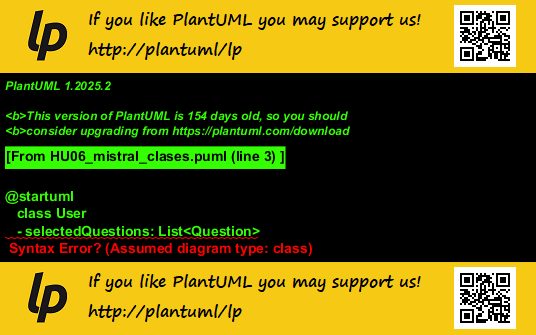 lp If you like PlantUML you may support us!
http://plantuml/lp
PlantUML 1.2025.2
<b>This version of PlantUML is 154 days old, so you should
<b>consider upgrading from https://plantuml.com/download
[From HU06_mistral_clases.puml (line 3) ]
@startuml
class User
- selectedQuestions: List<Question>
Syntax Error? (Assumed diagram type: class)
lp If you like PlantUML you may support us!
http://plantuml/lp